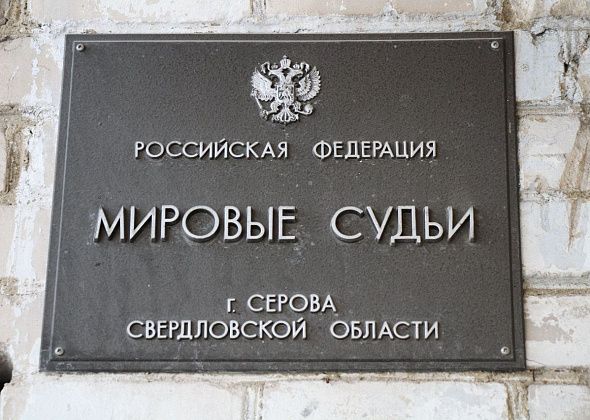 РОССИЙСКАЯ ФЕДЕРАЦИЯ
МИРОВЫЕ СУДЬИ
г. СЕРОВА
СВЕРДЛОВСКОЙ ОБЛАСТИ